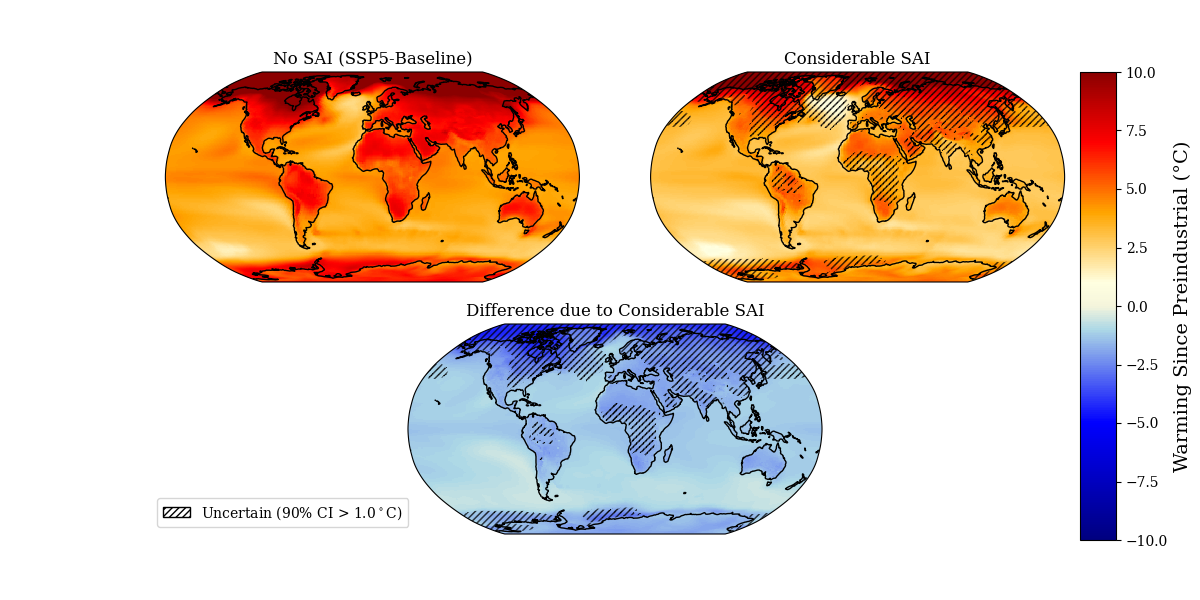 No SAI (SSP5-Baseline)
Considerable SAI
Difference due to Considerable SAI
Uncertain (90% CI > 1.0°C)
10.0
7.5
5.0
2.5
0.0
−2.5
−5.0
−7.5
−10.0
Warming Since Preindustrial (°C)